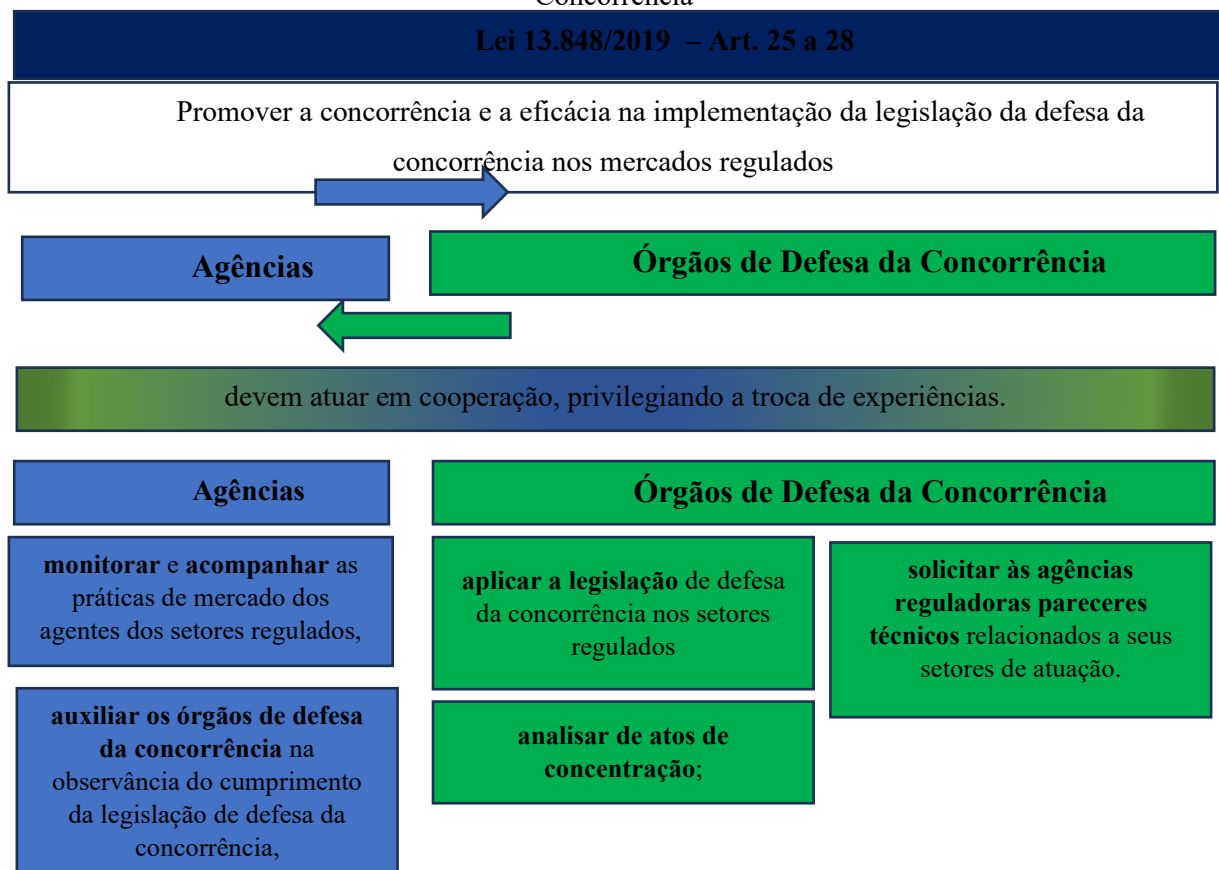 Concorrência
Lei 13.848/2019 – Art. 25 a 28
Promover a concorrência e a eficácia na implementação da legislação da defesa da
concorrência nos mercados regulados
Agências
Órgãos de Defesa da Concorrência
devem atuar em cooperação, privilegiando a troca de experiências.
Agências
Órgãos de Defesa da Concorrência
monitorar e acompanhar as
práticas de mercado dos
agentes dos setores regulados,
auxiliar os órgãos de defesa
da concorrência na
observância do cumprimento
da legislação de defesa da
concorrência,
aplicar a legislação de defesa
da concorrência nos setores
regulados
analisar de atos de
concentração;
solicitar às agências
reguladoras pareceres
técnicos relacionados a seus
setores de atuação.